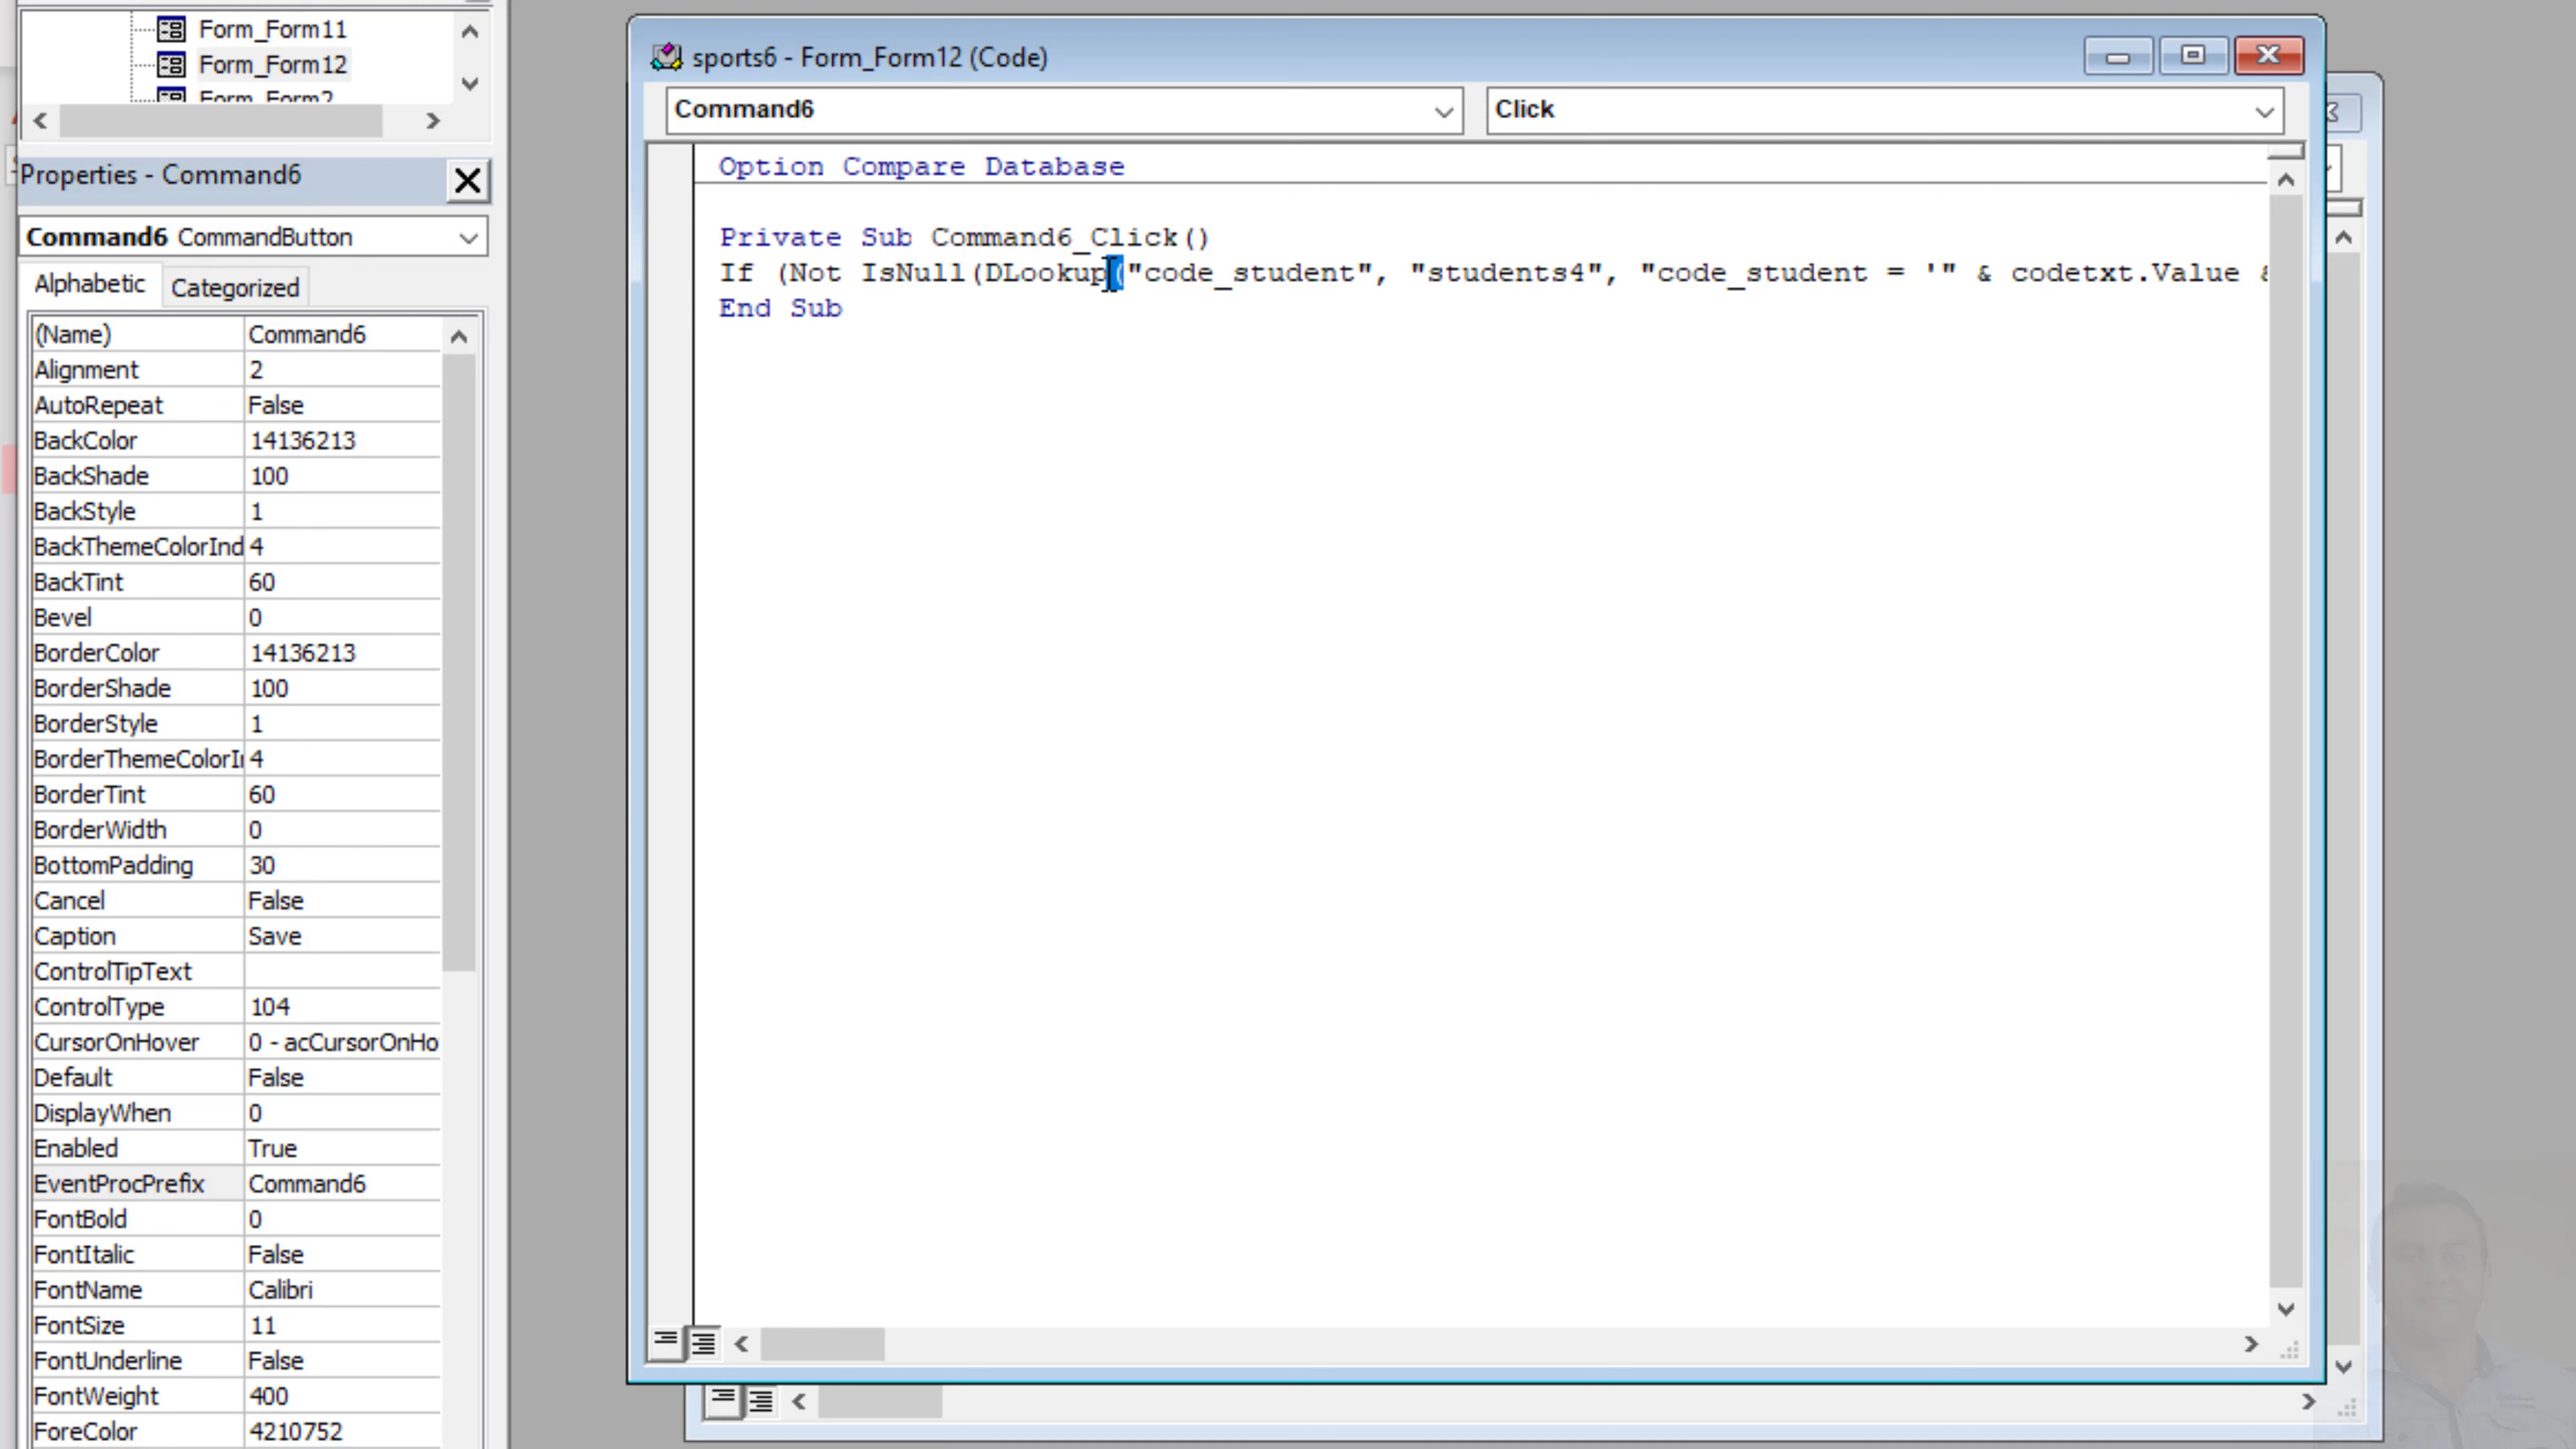 Form_Form11
Form_Form12
Form_Form2
Properties - Command6
Command6 CommandButton
Alphabetic
Categorized
(Name) Command6
Alignment 2
AutoRepeat False
BackColor 14136213
BackShade 100
BackStyle 1
BackThemeColorInd 4
BackTint 60
Bevel 0
BorderColor 14136213
BorderShade 100
BorderStyle 1
BorderThemeColorI 4
BorderTint 60
BorderWidth 0
BottomPadding 30
Cancel False
Caption Save
ControlTipText
ControlType 104
CursorOnHover 0 - acCursorOnHo
Default False
DisplayWhen 0
Enabled True
EventProcPrefix Command6
FontBold 0
FontItalic False
FontName Calibri
FontSize 11
FontUnderline False
FontWeight 400
ForeColor 4210752
sports6 - Form_Form12 (Code)
Command6
Click
Option Compare Database
Private Sub Command6_Click()
If (Not IsNull(DLookup("code_student", "students4", "code_student = '" & codetxt.Value &
End Sub